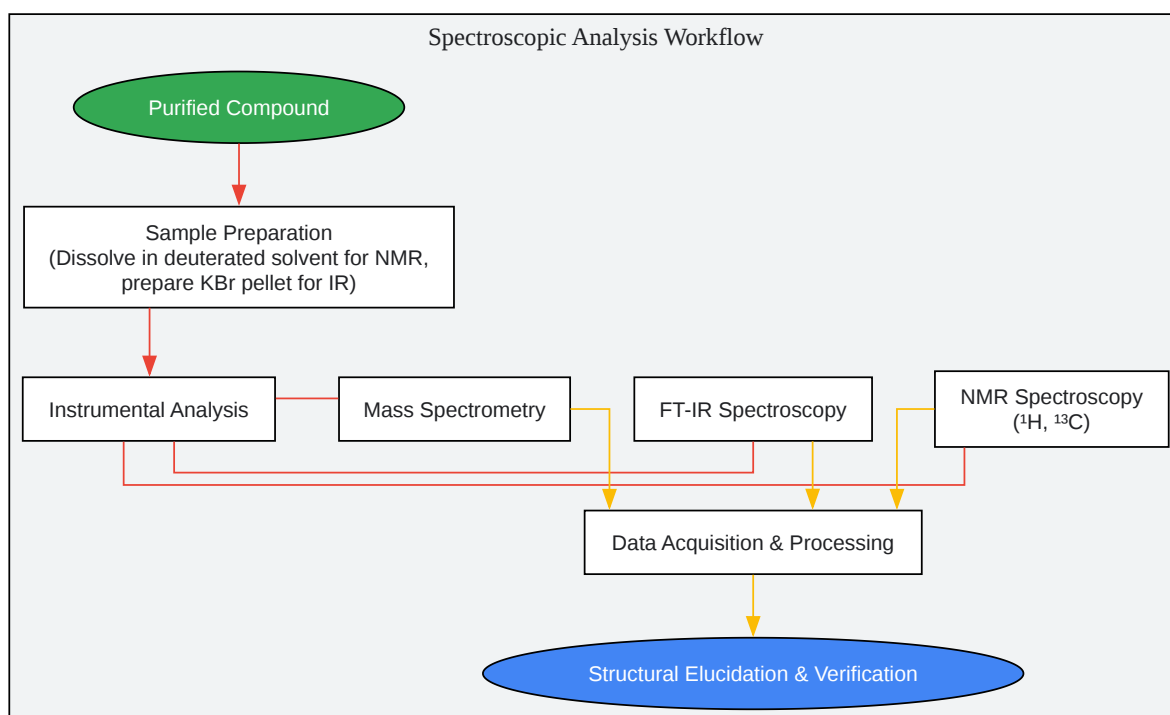 Spectroscopic Analysis Workflow
Purified Compound
Sample Preparation
(Dissolve in deuterated solvent for NMR,
prepare KBr pellet for IR)
Instrumental Analysis
Mass Spectrometry
FT-IR Spectroscopy
NMR Spectroscopy
(¹H, ¹³C)
Data Acquisition & Processing
Structural Elucidation & Verification